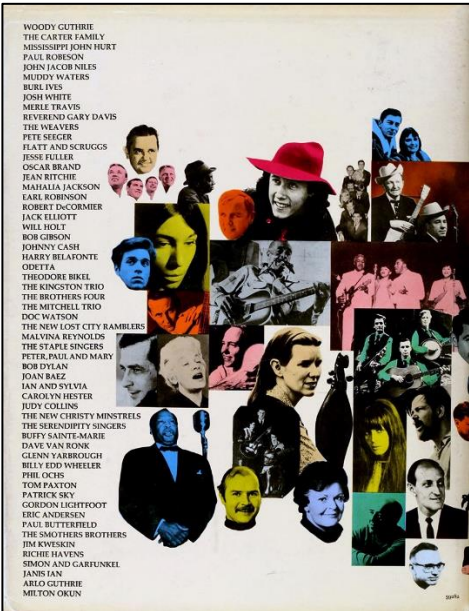 WOODY GUTHRIE
THE CARTER FAMILY
MISSISSIPPI JOHN HURT
PAUL ROBESON
JOHN JACOB NILES
MUDDY WATERS
BURL IVES
JOSH WHITE
MERLE TRAVIS
REVEREND GARY DAVIS
THE WEAVERS
PETE SEEGER
FLATT AND SCRUGGS
JESSE FULLER
OSCAR BRAND
JEAN RITCHIE
MAHALIA JACKSON
EARL ROBINSON
ROBERT DeCORMIER
JACK ELLIOTT
WILL HOLT
BOB GIBSON
JOHNNY CASH
HARRY BELAFONTE
ODETTA
THEODORE BIKEL
THE KINGSTON TRIO
THE BROTHERS FOUR
THE MITCHELL TRIO
DOC WATSON
THE NEW LOST CITY RAMBLERS
MALVINA REYNOLDS
THE STAPLE SINGERS
PETER, PAUL AND MARY
BOB DYLAN
JOAN BAEZ
IAN AND SYLVIA
CAROLYN HESTER
JUDY COLLINS
THE NEW CHRISTY MINSTRELS
THE SERENDIPITY SINGERS
BUFFY SAINTE-MARIE
DAVE VAN RONK
GLENN YARBROUGH
BILLY EDD WHEELER
PHIL OCHS
TOM PAXTON
PATRICK SKY
GORDON LIGHTFOOT
ERIC ANDERSEN
PAUL BUTTERFIELD
THE SMOTHERS BROTHERS
JIM KWESKIN
RICHIE HAVENS
SIMON AND GARFUNKEL
JANIS IAN
ARLO GUTHRIE
MILTON OKUN